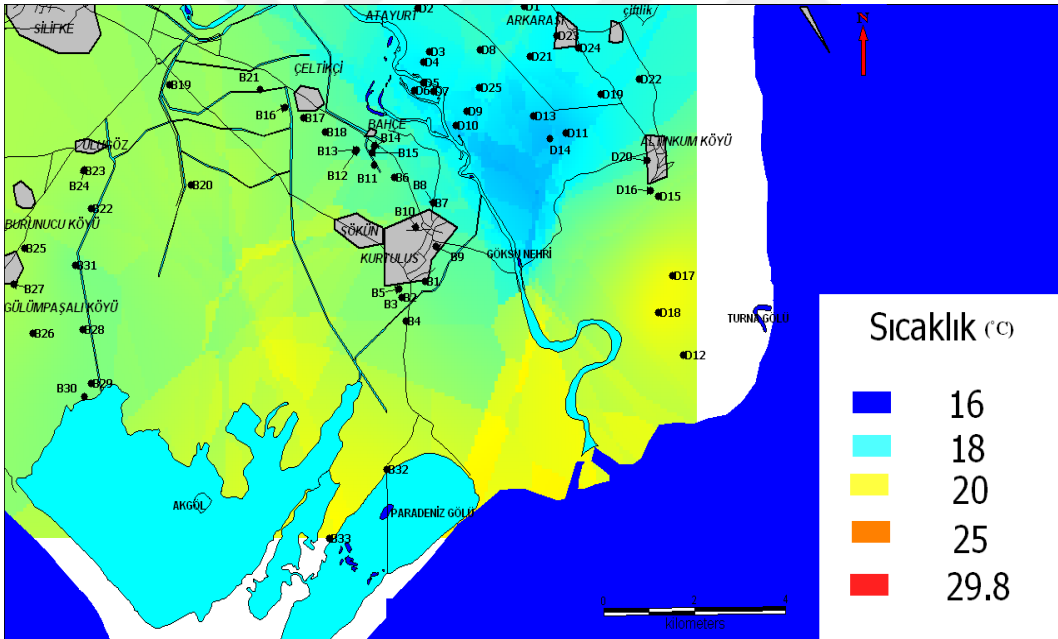 D2
D1
ATAYURT
ARKARASI
çiftlik
N
SİLİFKE
D23
D24
D3
D8
D4
D21
ÇELTİKÇİ
B21
B19
D5
D6
D7
D25
D22
D19
B16
B17
D9
D13
BAHÇE
B18
D10
D11
B14
D14
ALTINKUM KÖYÜ
ULUGÖZ
B13
B15
D20
B23
B12
B11
B6
B24
B20
B8
D16
D15
B22
B7
BURUNUCU KÖYÜ
B10
SÖKÜN
B25
B9
GÖKSU NEHRİ
KURTULUS
B31
D17
B27
B1
B5
B2
B3
GÜLÜMPAŞALI KÖYÜ
D18
TURNA GÖLÜ
B4
B26
B28
D12
B30
B29
B32
AKGÖL
PARADENİZ GÖLÜ
B33
Sıcaklık (°C)
16
18
20
25
29.8
0
2
4
kilometers